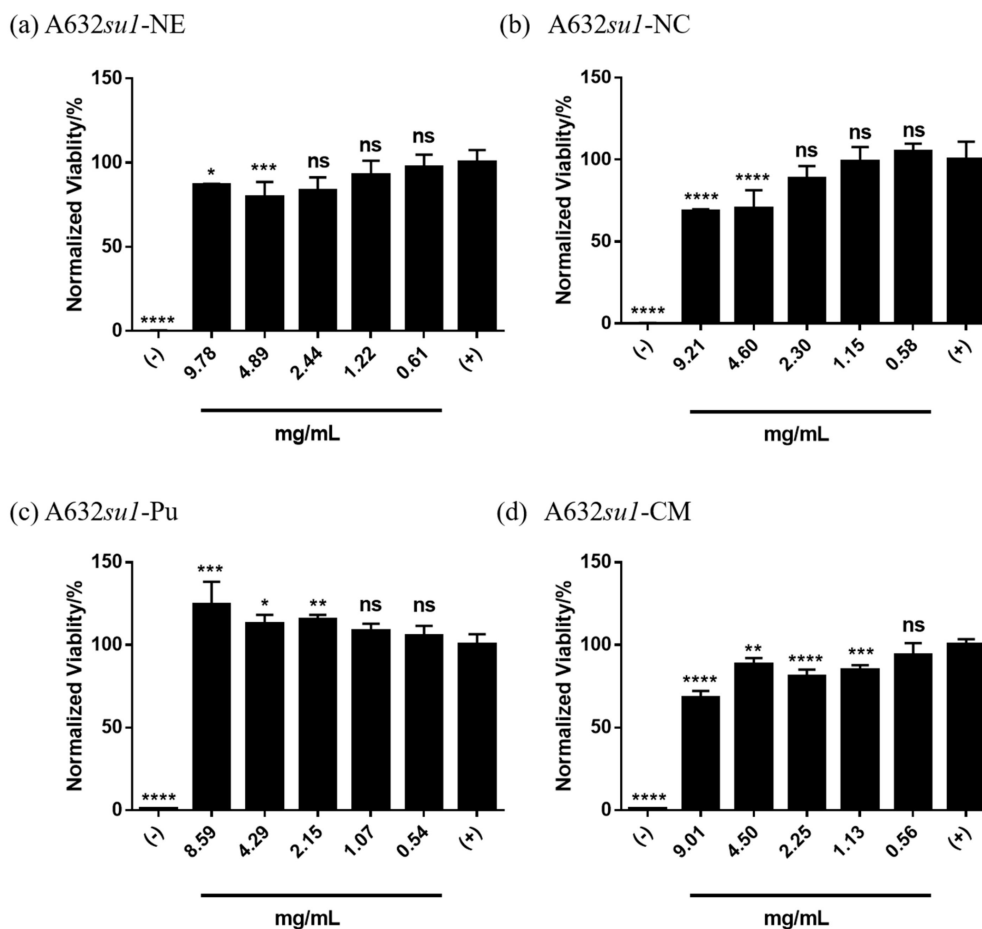 (a) A632su1-NE
Normalized Viablity/%
150
100
50
0
****
*
***
ns
ns
ns
(-)
9.78
4.89
2.44
1.22
0.61
(+)
mg/mL
(b) A632su1-NC
Normalized Viablity/%
150
100
50
0
****
****
****
ns
ns
ns
(-)
9.21
4.60
2.30
1.15
0.58
(+)
mg/mL
(c) A632su1-Pu
Normalized Viablity/%
150
100
50
0
****
***
*
**
ns
ns
(-)
8.59
4.29
2.15
1.07
0.54
(+)
mg/mL
(d) A632su1-CM
Normalized Viablity/%
150
100
50
0
****
****
**
****
***
ns
(-)
9.01
4.50
2.25
1.13
0.56
(+)
mg/mL